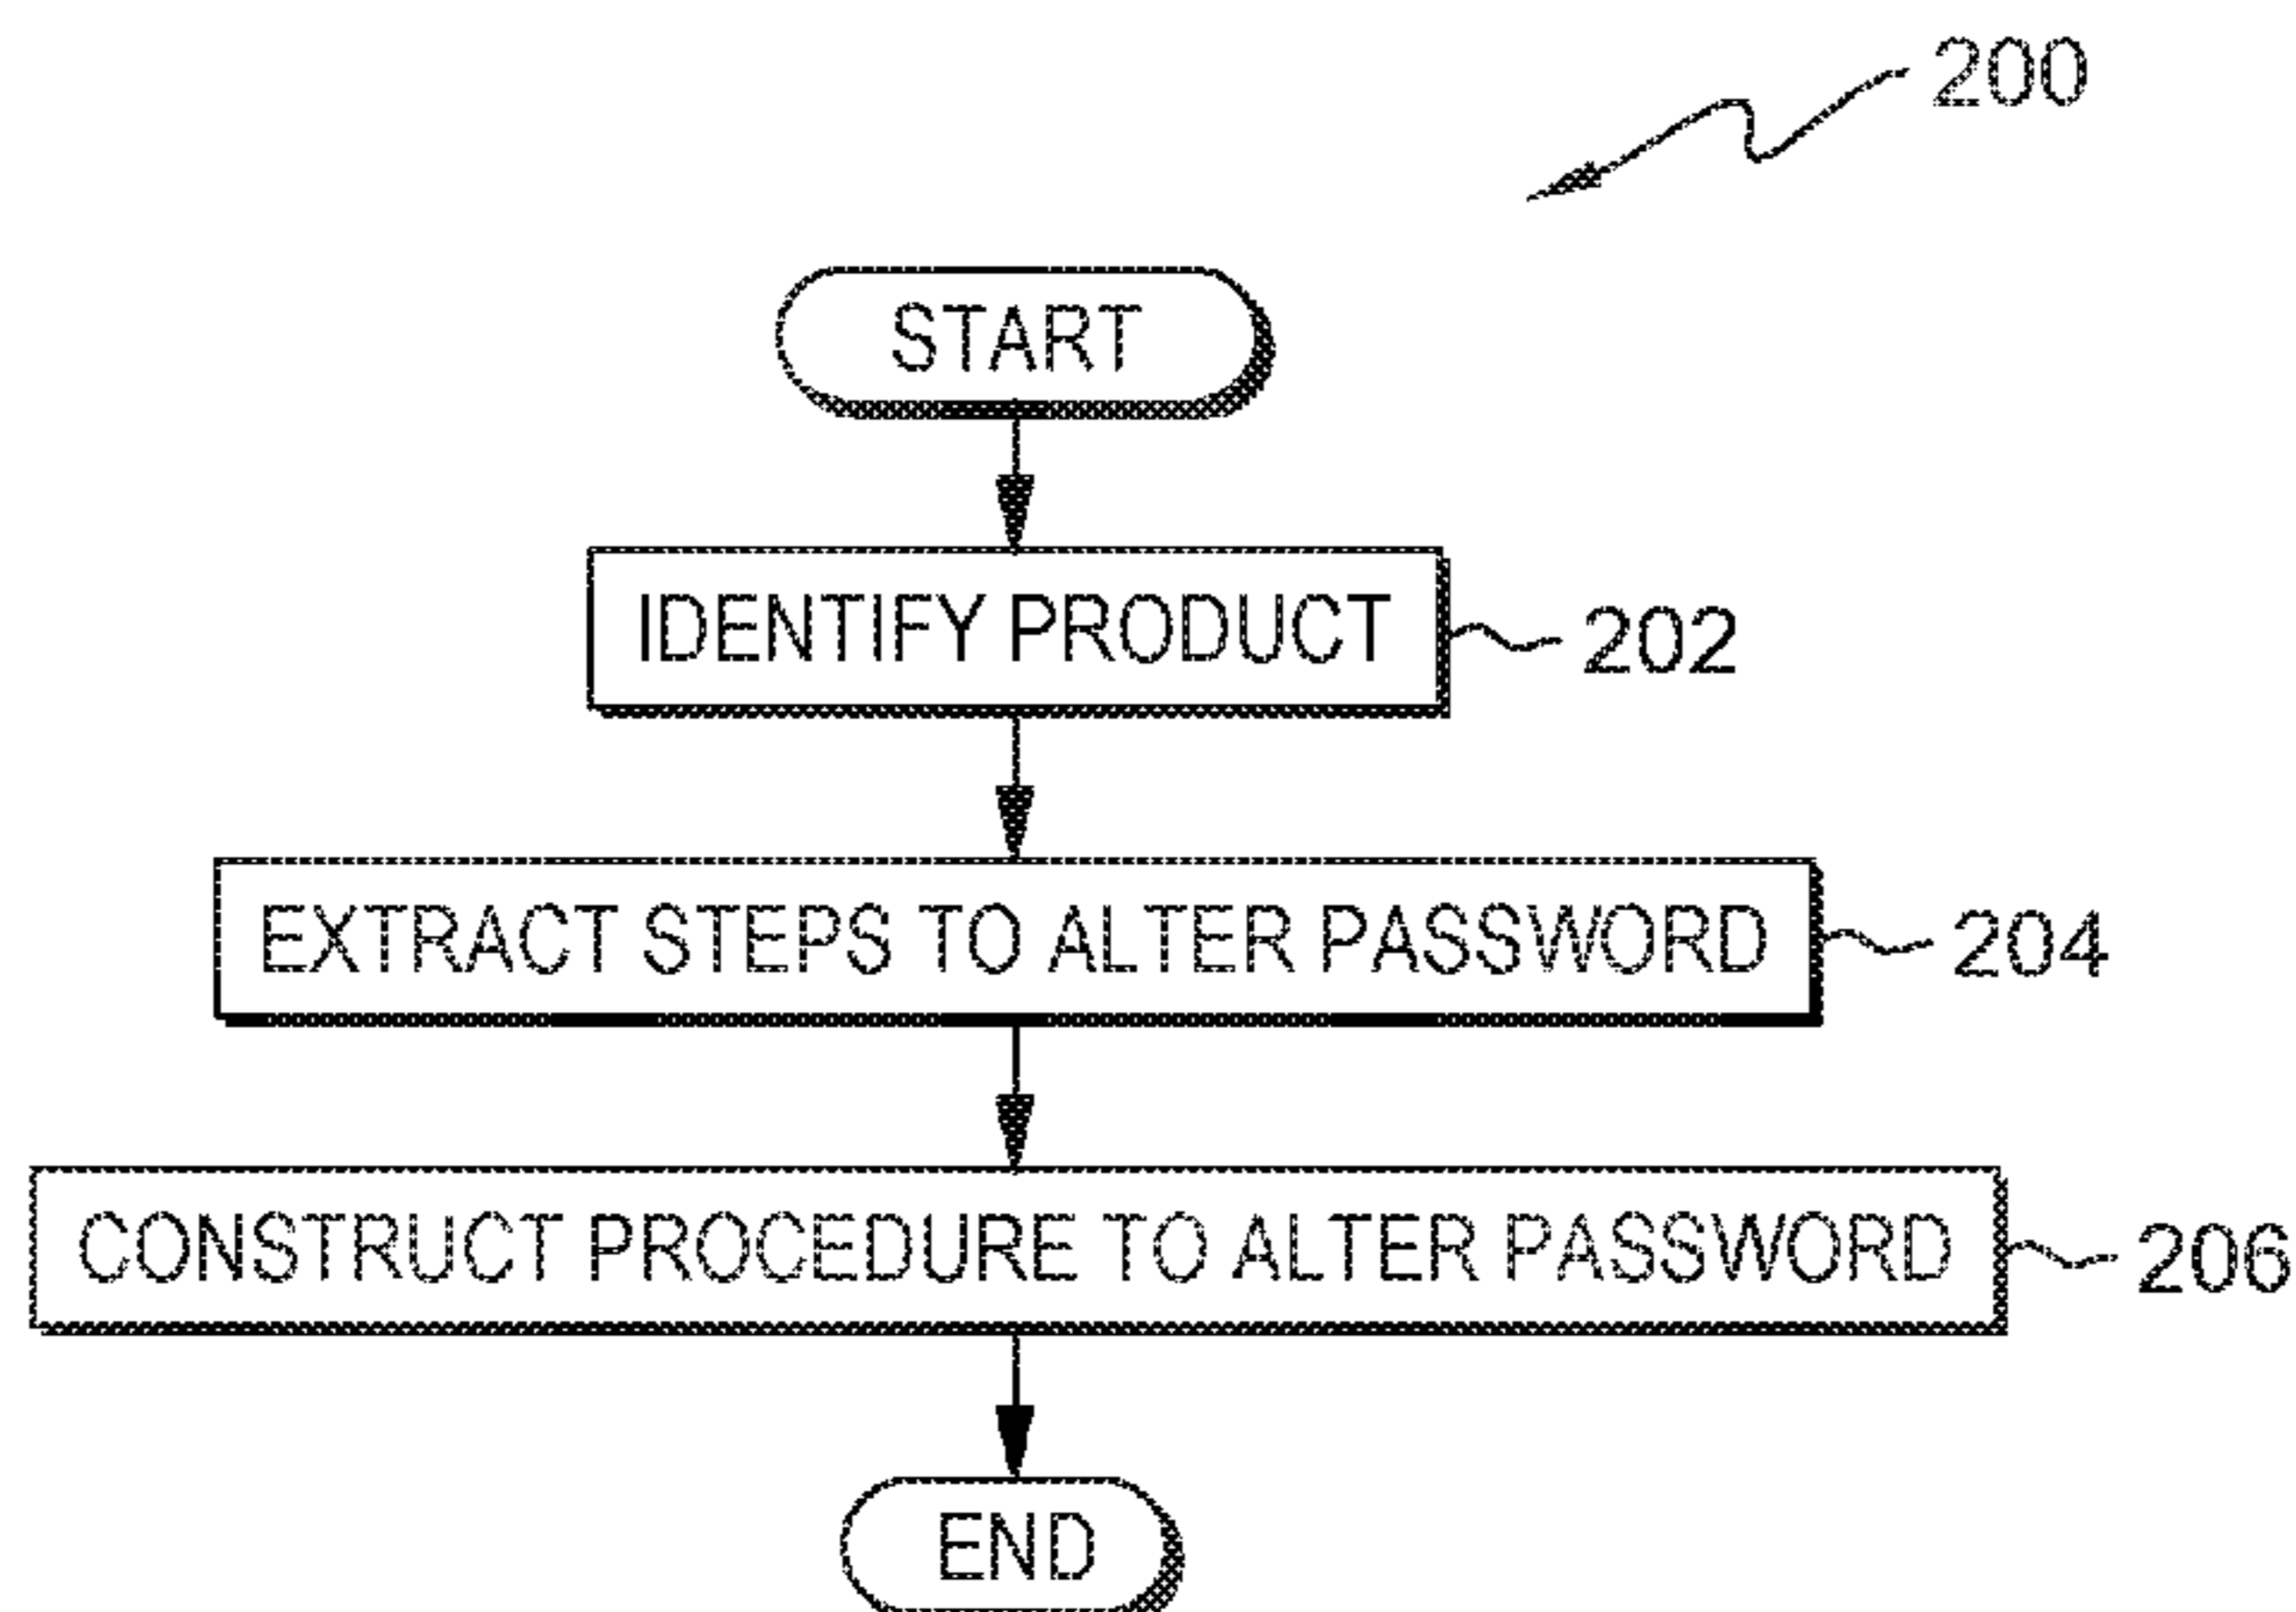 200
START
IDENTIFY PRODUCT
202
EXTRACT STEPS TO ALTER PASSWORD
204
CONSTRUCT PROCEDURE TO ALTER PASSWORD
206
END